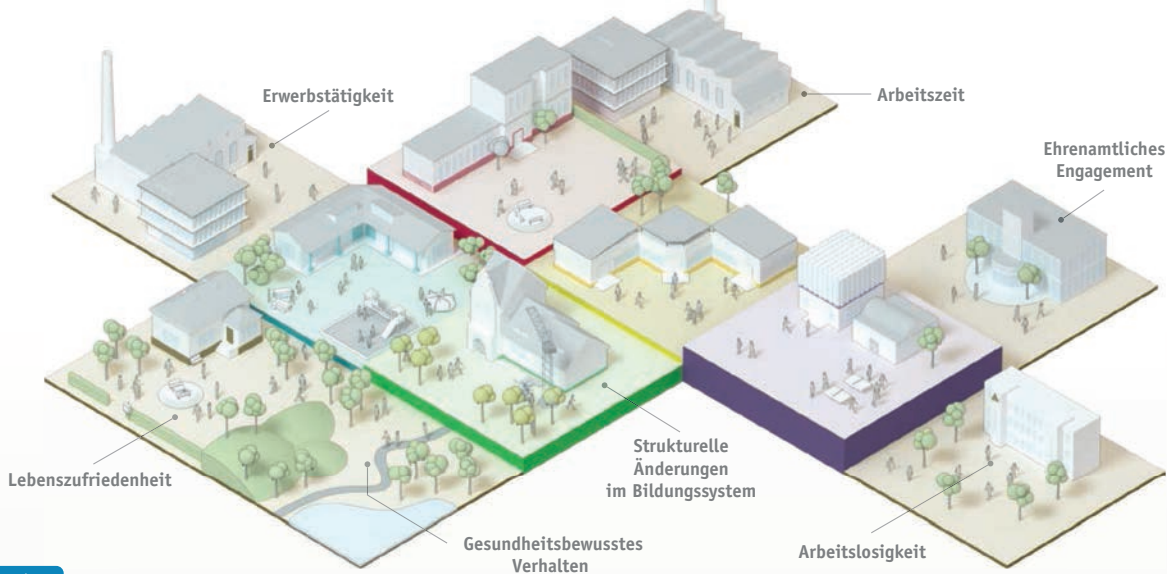 Erwerbstätigkeit
Arbeitszeit
Ehrenamtliches
Engagement
Lebenszufriedenheit
Strukturelle
Änderungen
im Bildungssystem
Gesundheitsbewusstes
Verhalten
Arbeitslosigkeit